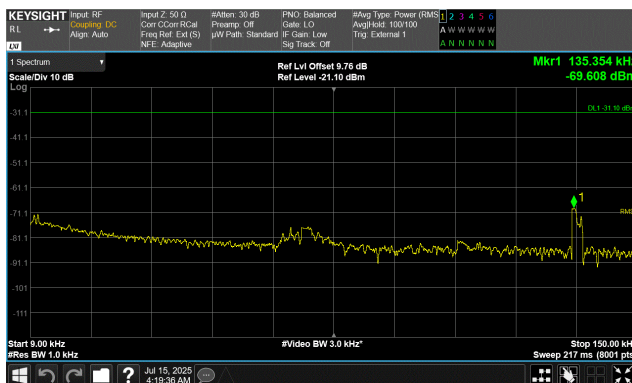 KEYSIGHT
RL
LXI
Input: RF
Coupling: DC
Align: Auto
Input Z: 50 Ω
Corr CCorr RCal
Freq Ref: Ext (S)
NFE: Adaptive
#Atten: 30 dB
Preamp: Off
µW Path: Standard
PNO: Balanced
Gate: LO
IF Gain: Low
Sig Track: Off
#Avg Type: Power (RMS
Avg|Hold: 100/100
Trig: External 1
1 2 3 4 5 6
A W W W W W
A N N N N N
1 Spectrum
Scale/Div 10 dB
Ref Lvl Offset 9.76 dB
Ref Level -21.10 dBm
Mkr1 135.354 kHz
-69.608 dBm
Log
-31.1
DL1 -31.10 dBm
-41.1
-51.1
-61.1
1
-71.1
RMS
-81.1
-91.1
-101
-111
Start 9.00 kHz
#Video BW 3.0 kHz*
Stop 150.00 kHz
#Res BW 1.0 kHz
Sweep 217 ms (8001 pts
?
Jul 15, 2025
4:19:36 AM